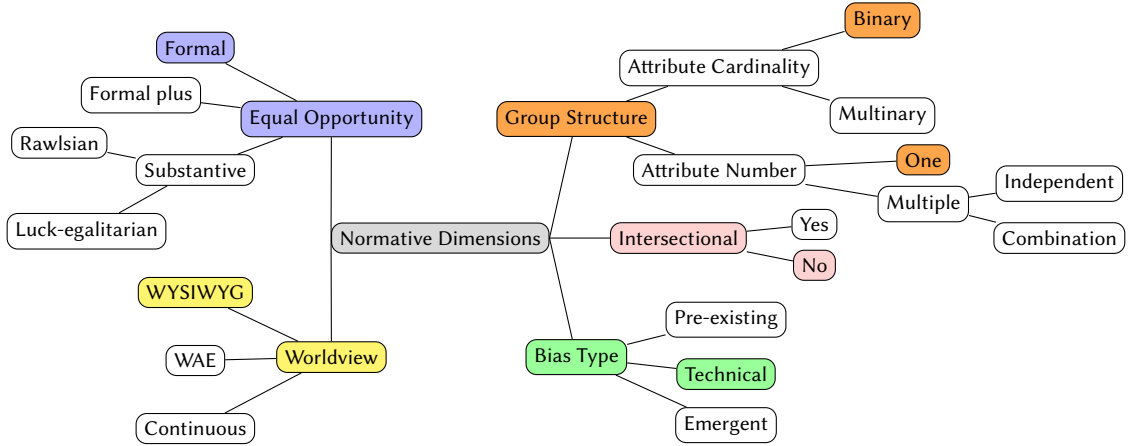 Normative Dimensions
Equal Opportunity
Formal
Formal plus
Substantive
Rawlsian
Luck-egalitarian
Worldview
WYSIWYG
WAE
Continuous
Group Structure
Attribute Cardinality
Binary
Multinary
Attribute Number
One
Multiple
Independent
Combination
Intersectional
Yes
No
Bias Type
Pre-existing
Technical
Emergent